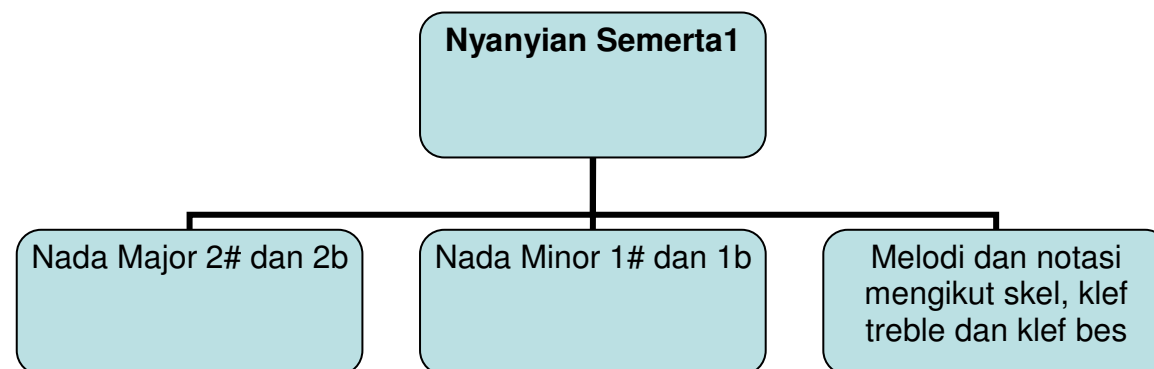 Nyanyian Semerta1
Nada Major 2# dan 2b
Nada Minor 1# dan 1b
Melodi dan notasi
mengikut skel, klef
treble dan klef bes